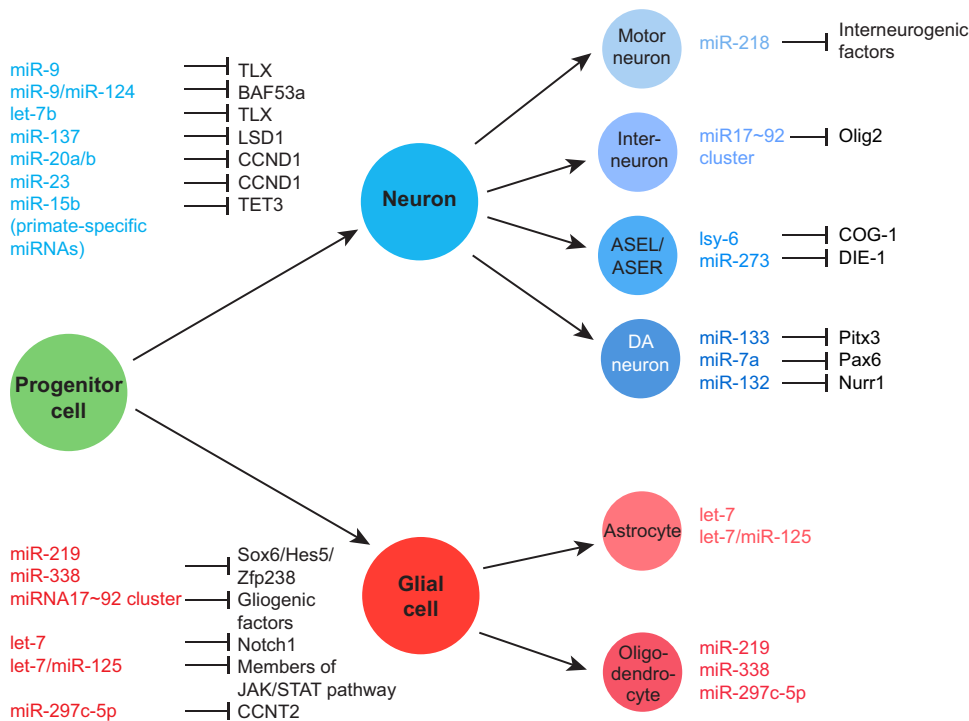 miR-9
miR-9/miR-124
let-7b
miR-137
miR-20a/b
miR-23
miR-15b
(primate-specific
miRNAs)
TLX
BAF53a
TLX
LSD1
CCND1
CCND1
TET3
Progenitor
cell
Neuron
Motor
neuron
miR-218
Interneurogenic
factors
Inter-
neuron
miR17~92
cluster
Olig2
ASEL/
ASER
lsy-6
miR-273
COG-1
DIE-1
DA
neuron
miR-133
miR-7a
miR-132
Pitx3
Pax6
Nurr1
miR-219
miR-338
miRNA17~92 cluster
let-7
let-7/miR-125
miR-297c-5p
Sox6/Hes5/
Zfp238
Gliogenic
factors
Notch1
Members of
JAK/STAT pathway
CCNT2
Glial
cell
Astrocyte
let-7
let-7/miR-125
Oligo-
dendro-
cyte
miR-219
miR-338
miR-297c-5p